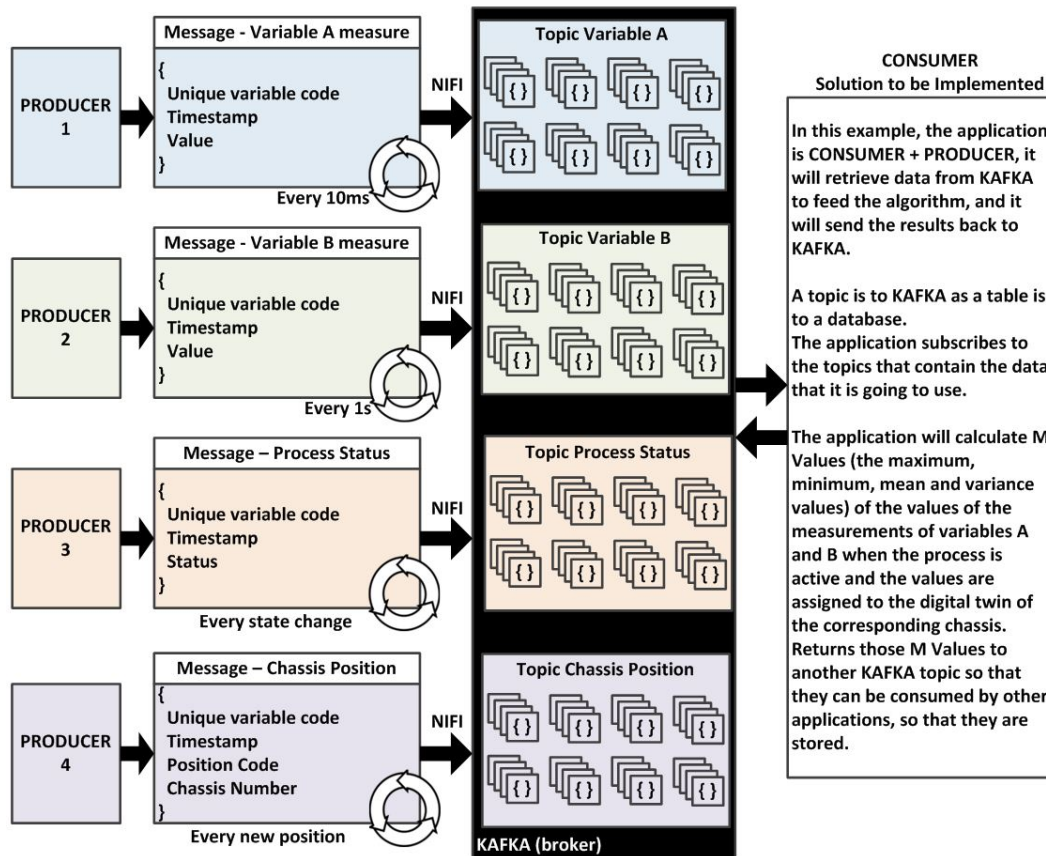 PRODUCER
1
Message - Variable A measure
{
Unique variable code
Timestamp
Value
}
Every 10ms
NIFI
Topic Variable A
{ } { } { } { }
{ } { } { } { }
PRODUCER
2
Message - Variable B measure
{
Unique variable code
Timestamp
Value
}
Every 1s
NIFI
Topic Variable B
{ } { } { } { }
{ } { } { } { }
PRODUCER
3
Message – Process Status
{
Unique variable code
Timestamp
Status
}
Every state change
NIFI
Topic Process Status
{ } { } { } { }
{ } { } { } { }
PRODUCER
4
Message – Chassis Position
{
Unique variable code
Timestamp
Position Code
Chassis Number
}
Every new position
NIFI
Topic Chassis Position
{ } { } { } { }
{ } { } { } { }
KAFKA (broker)
CONSUMER
Solution to be Implemented
In this example, the application
is CONSUMER + PRODUCER, it
will retrieve data from KAFKA
to feed the algorithm, and it
will send the results back to
KAFKA.
A topic is to KAFKA as a table is
to a database.
The application subscribes to
the topics that contain the data
that it is going to use.
The application will calculate M
Values (the maximum,
minimum, mean and variance
values) of the values of the
measurements of variables A
and B when the process is
active and the values are
assigned to the digital twin of
the corresponding chassis.
Returns those M Values to
another KAFKA topic so that
they can be consumed by other
applications, so that they are
stored.